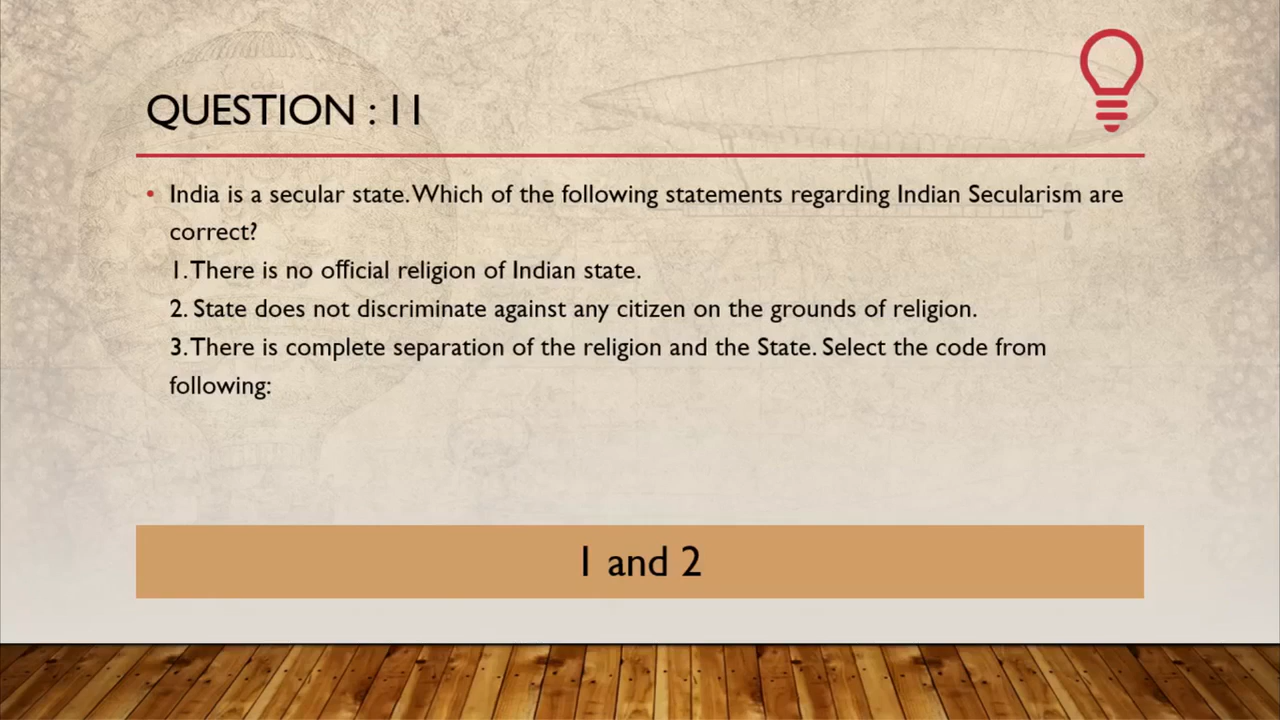 QUESTION : 11
• India is a secular state. Which of the following statements regarding Indian Secularism are
correct?
1. There is no official religion of Indian state.
2. State does not discriminate against any citizen on the grounds of religion.
3. There is complete separation of the religion and the State. Select the code from
following:
1 and 2